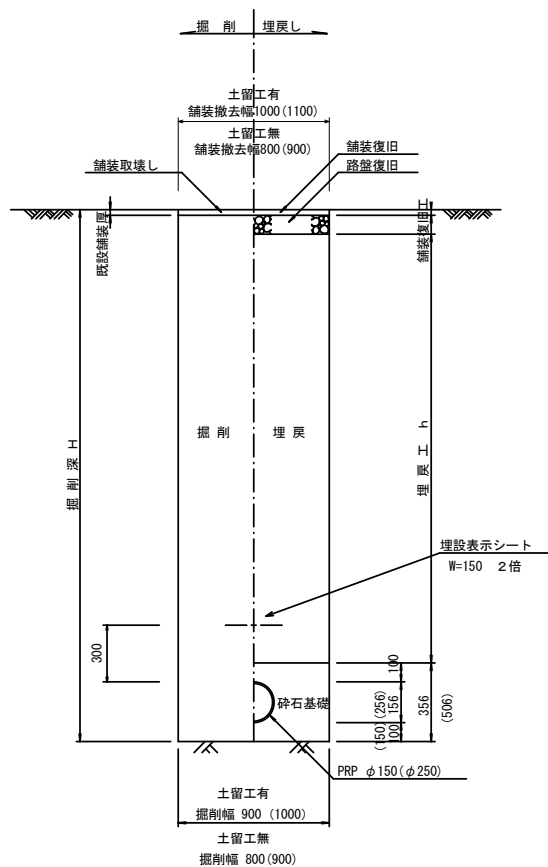 掘 削 埋戻し
土留工有
舗装撤去幅1000(1100)
土留工無
舗装撤去幅800(900)
舗装取壊し
舗装復旧
路盤復旧
既設舗装厚
舗装復旧工
掘削深H
掘 削
埋 戻
埋戻工 h
埋設表示シート
W=150 2倍
300
100
砕石基礎
(256)
156
356
(506)
(150)
100
PRP φ150(φ250)
土留工有
掘削幅 900 (1000)
土留工無
掘削幅 800(900)